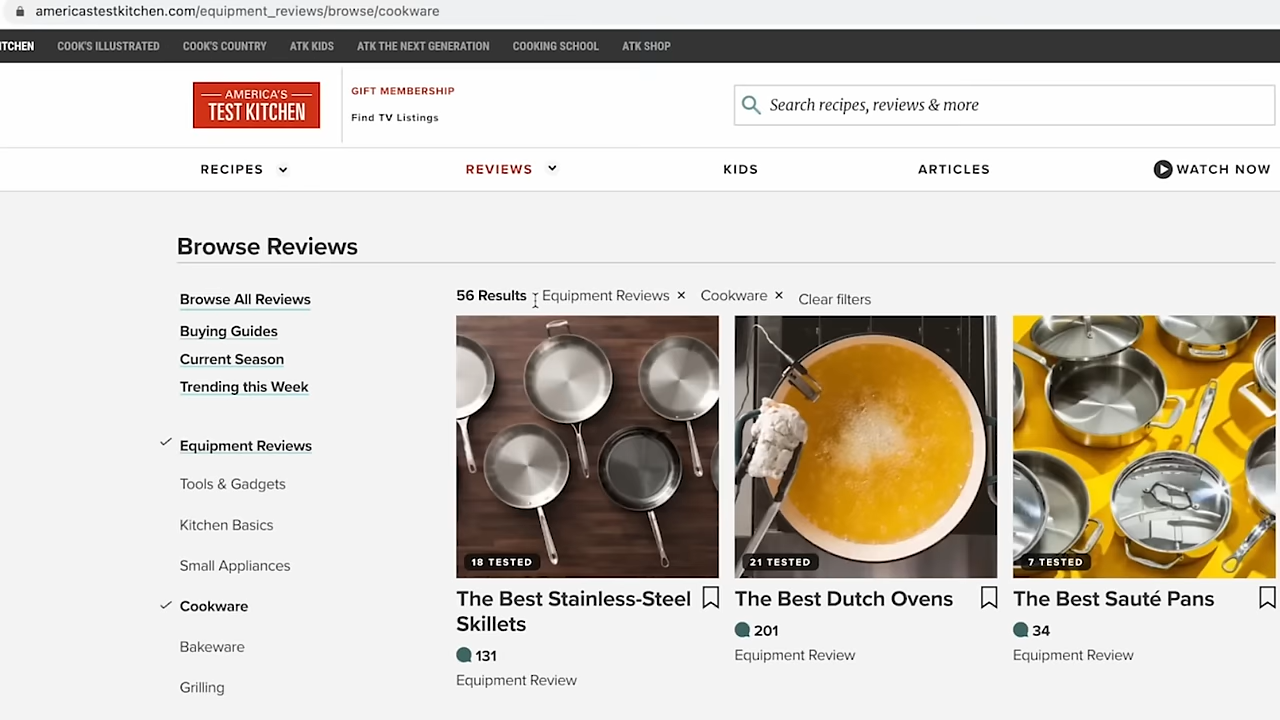 americastestkitchen.com/equipment_reviews/browse/cookware
ITCHEN COOK'S ILLUSTRATED COOK'S COUNTRY ATK KIDS ATK THE NEXT GENERATION COOKING SCHOOL ATK SHOP
AMERICA'S
TEST KITCHEN
GIFT MEMBERSHIP
Find TV Listings
Search recipes, reviews & more
RECIPES REVIEWS KIDS ARTICLES WATCH NOW
Browse Reviews
Browse All Reviews
Buying Guides
Current Season
Trending this Week
Equipment Reviews
Tools & Gadgets
Kitchen Basics
Small Appliances
Cookware
Bakeware
Grilling
56 Results Equipment Reviews × Cookware × Clear filters
18 TESTED
The Best Stainless-Steel
Skillets
131
Equipment Review
21 TESTED
The Best Dutch Ovens
201
Equipment Review
7 TESTED
The Best Sauté Pans
34
Equipment Review